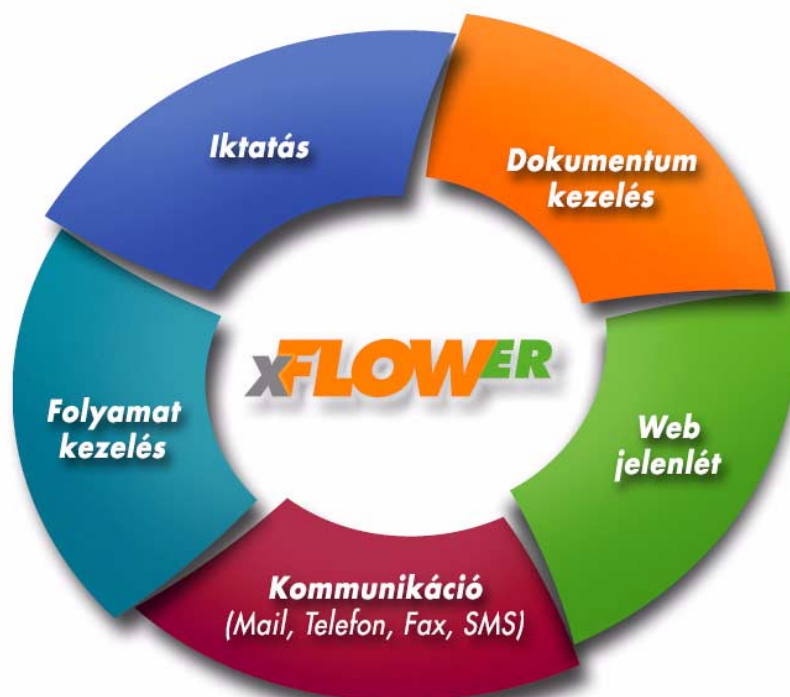 Iktatás
Dokumentum
kezelés
xFLOWER
Folyamat
kezelés
Web
jelenlét
Kommunikáció
(Mail, Telefon, Fax, SMS)